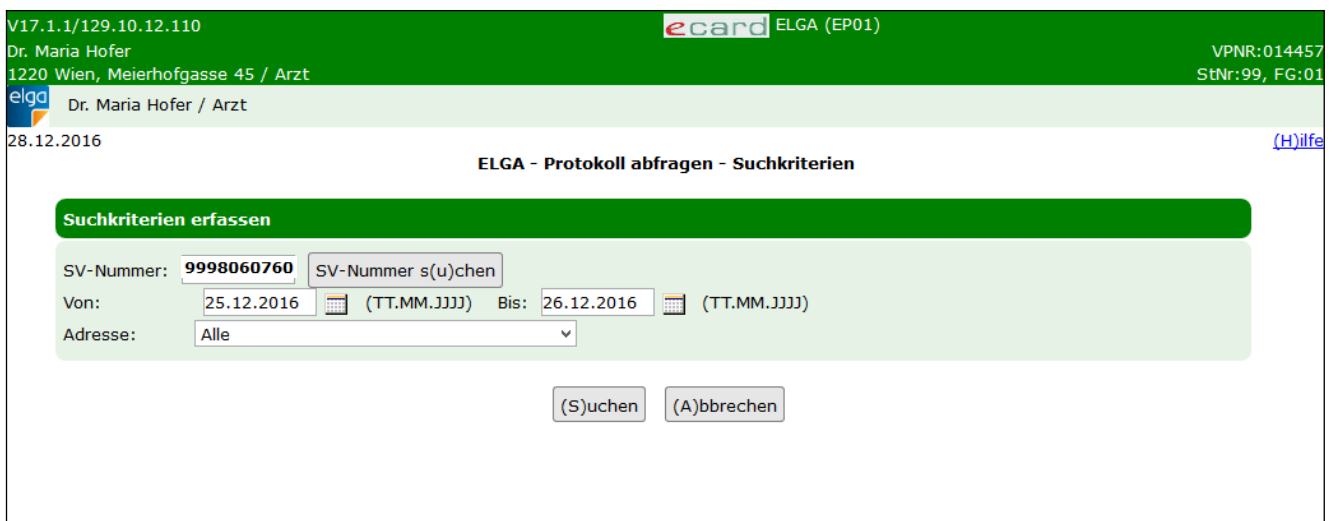 V17.1.1/129.10.12.110 ecard ELGA (EP01)
Dr. Maria Hofer VPNR:014457
1220 Wien, Meierhofgasse 45 / Arzt StNr:99, FG:01
elga Dr. Maria Hofer / Arzt
28.12.2016 (H)ilfe
ELGA - Protokoll abfragen - Suchkriterien
Suchkriterien erfassen
SV-Nummer: 9998060760 SV-Nummer s(u)chen
Von: 25.12.2016 (TT.MM.JJJJ) Bis: 26.12.2016 (TT.MM.JJJJ)
Adresse: Alle
(S)uchen (A)bbrechen